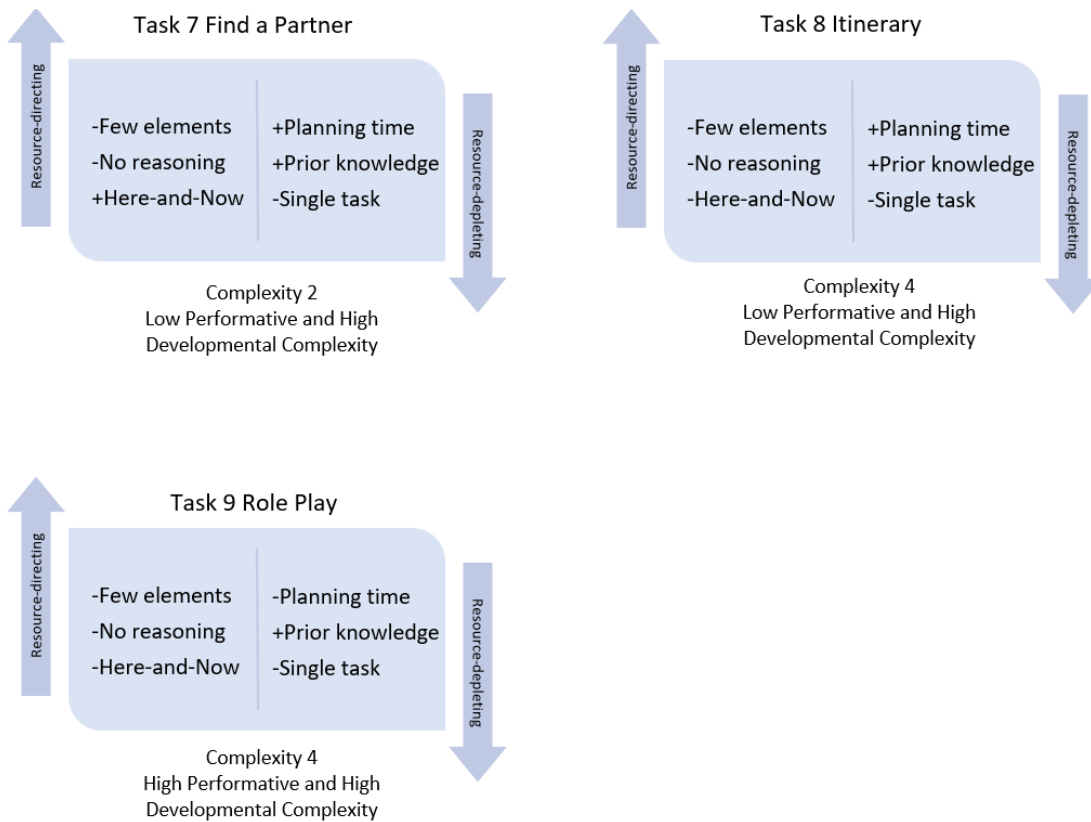 Task 7 Find a Partner
Resource-directing
-Few elements
-No reasoning
+Here-and-Now
+Planning time
+Prior knowledge
-Single task
Resource-depleting
Complexity 2
Low Performative and High
Developmental Complexity
Task 8 Itinerary
Resource-directing
-Few elements
-No reasoning
-Here-and-Now
+Planning time
+Prior knowledge
-Single task
Resource-depleting
Complexity 4
Low Performative and High
Developmental Complexity
Task 9 Role Play
Resource-directing
-Few elements
-No reasoning
-Here-and-Now
-Planning time
+Prior knowledge
-Single task
Resource-depleting
Complexity 4
High Performative and High
Developmental Complexity